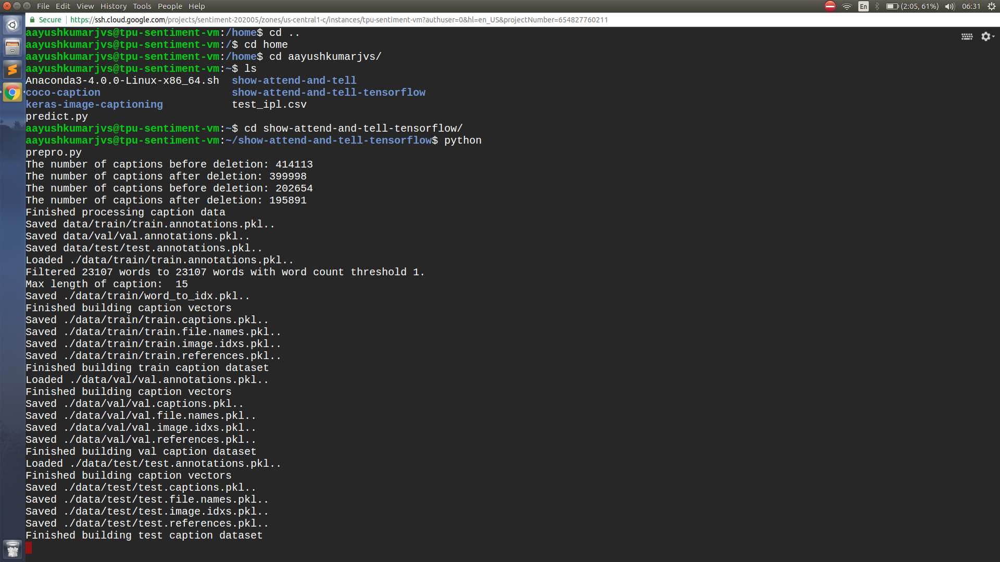 File Edit View History Tools People Help En (2:05, 61%) 06:31
Secure https://ssh.cloud.google.com/projects/sentiment-202005/zones/us-central1-c/instances/tpu-sentiment-vm?authuser=0&hl=en_US&projectNumber=654827760211
aayushkumarjvs@tpu-sentiment-vm:/home$ cd ..
aayushkumarjvs@tpu-sentiment-vm:/$ cd home
aayushkumarjvs@tpu-sentiment-vm:/home$ cd aayushkumarjvs/
aayushkumarjvs@tpu-sentiment-vm:~$ ls
Anaconda3-4.0.0-Linux-x86_64.sh show-attend-and-tell
coco-caption show-attend-and-tell-tensorflow
keras-image-captioning test_ipl.csv
predict.py
aayushkumarjvs@tpu-sentiment-vm:~$ cd show-attend-and-tell-tensorflow/
aayushkumarjvs@tpu-sentiment-vm:~/show-attend-and-tell-tensorflow$ python
prepro.py
The number of captions before deletion: 414113
The number of captions after deletion: 399998
The number of captions before deletion: 202654
The number of captions after deletion: 195891
Finished processing caption data
Saved data/train/train.annotations.pkl..
Saved data/val/val.annotations.pkl..
Saved data/test/test.annotations.pkl..
Loaded ./data/train/train.annotations.pkl..
Filtered 23107 words to 23107 words with word count threshold 1.
Max length of caption:  15
Saved ./data/train/word_to_idx.pkl..
Finished building caption vectors
Saved ./data/train/train.captions.pkl..
Saved ./data/train/train.file.names.pkl..
Saved ./data/train/train.image.idxs.pkl..
Saved ./data/train/train.references.pkl..
Finished building train caption dataset
Loaded ./data/val/val.annotations.pkl..
Finished building caption vectors
Saved ./data/val/val.captions.pkl..
Saved ./data/val/val.file.names.pkl..
Saved ./data/val/val.image.idxs.pkl..
Saved ./data/val/val.references.pkl..
Finished building val caption dataset
Loaded ./data/test/test.annotations.pkl..
Finished building caption vectors
Saved ./data/test/test.captions.pkl..
Saved ./data/test/test.file.names.pkl..
Saved ./data/test/test.image.idxs.pkl..
Saved ./data/test/test.references.pkl..
Finished building test caption dataset